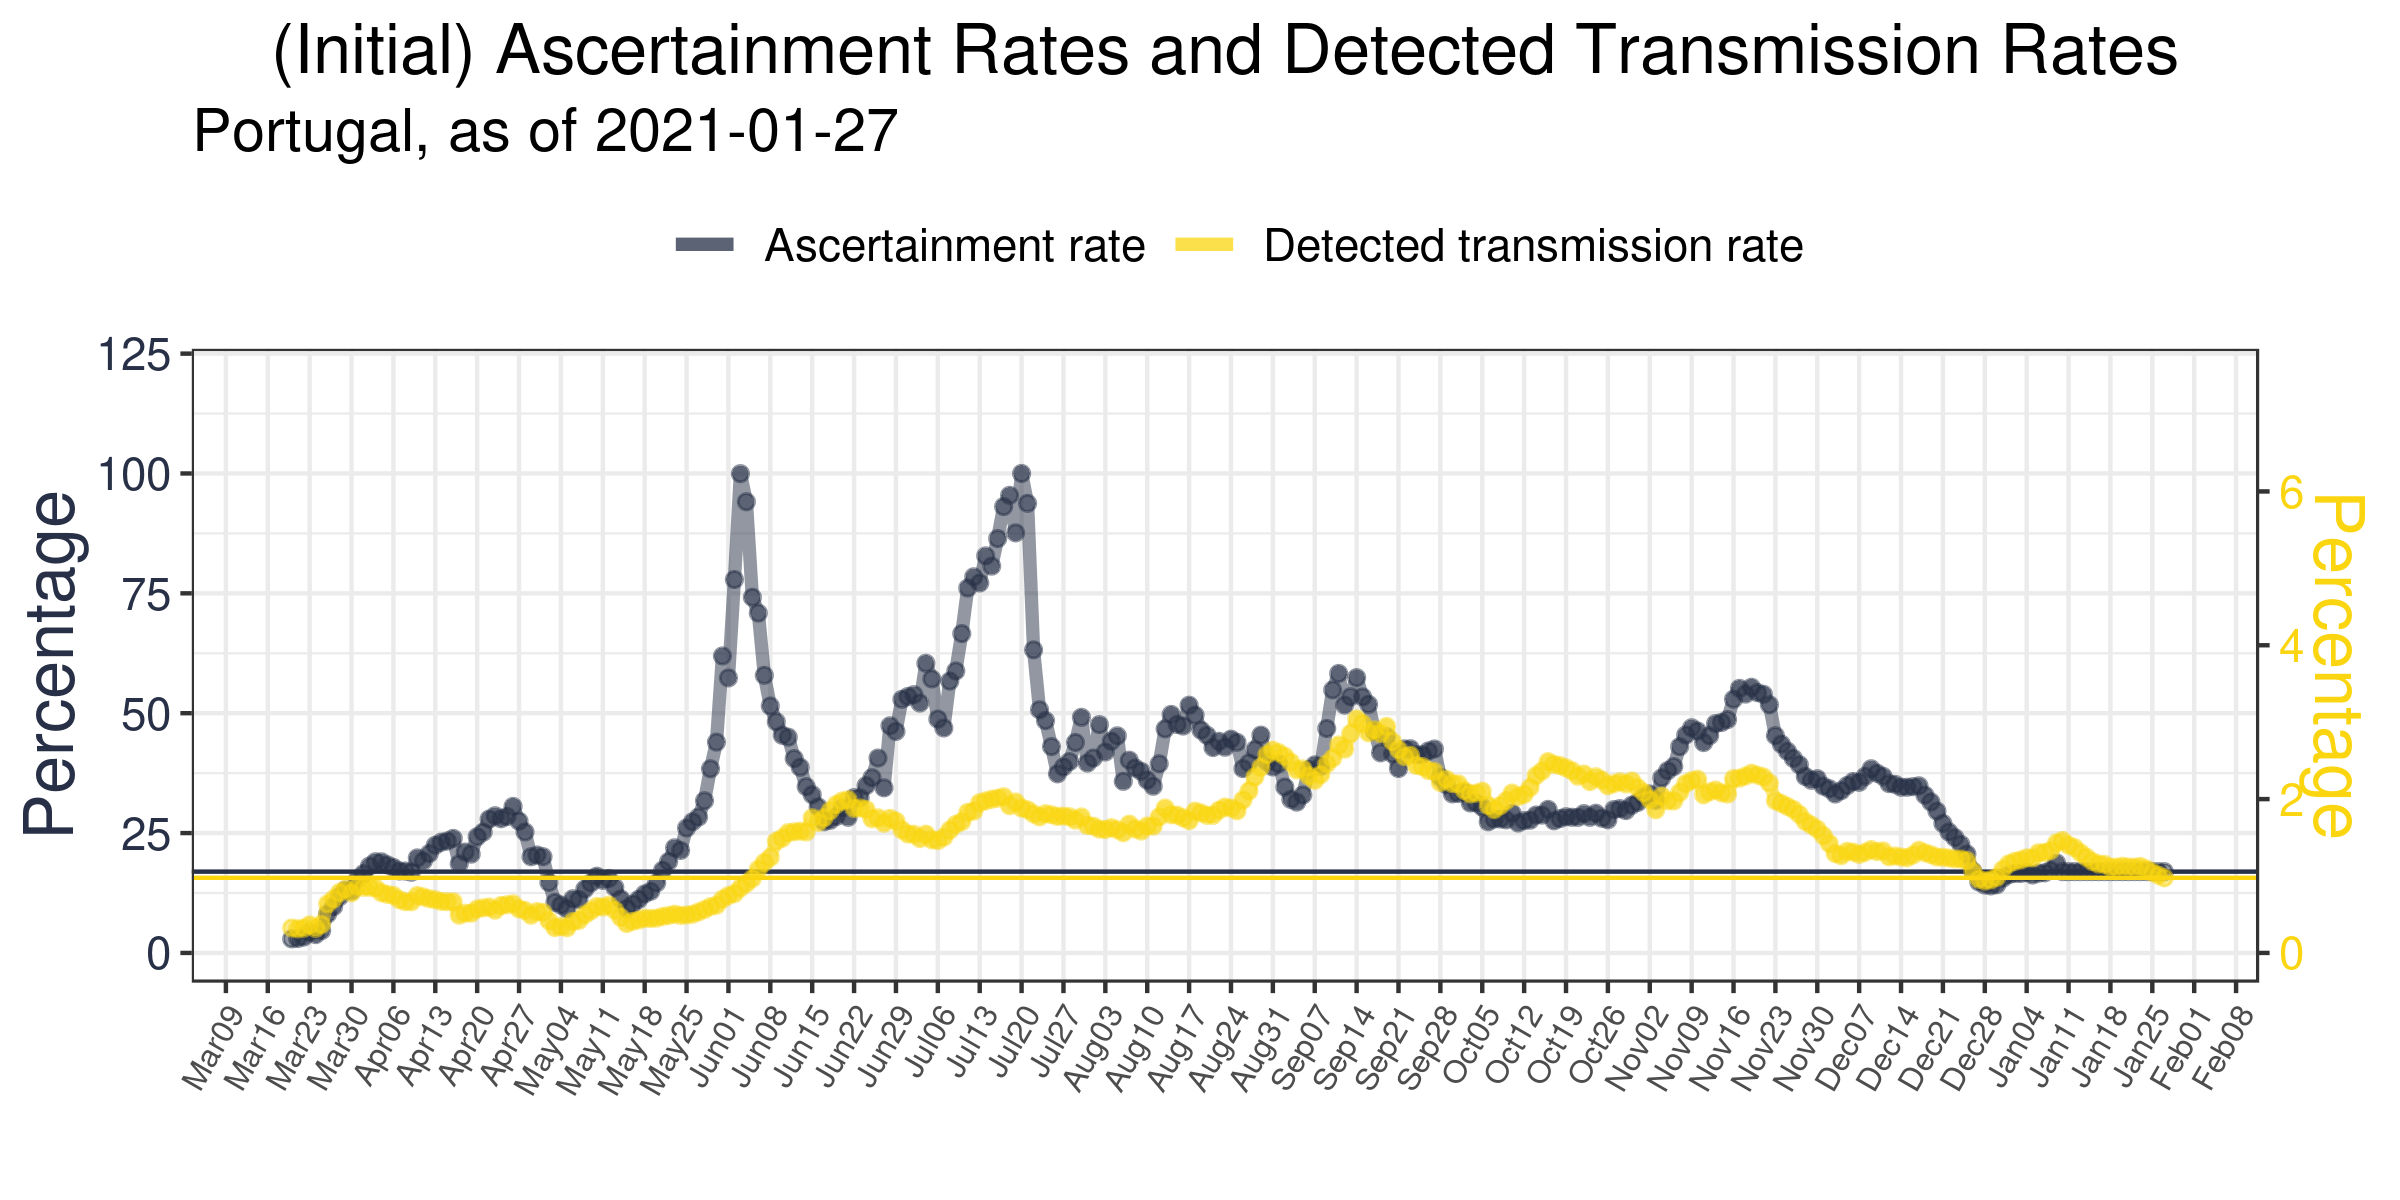 (Initial) Ascertainment Rates and Detected Transmission Rates
Portugal, as of 2021-01-27
Ascertainment rate
Detected transmission rate
125
100
75
50
25
0
Percentage
6
4
2
0
Percentage
Mar09
Mar16
Mar23
Mar30
Apr06
Apr13
Apr20
Apr27
May04
May11
May18
May25
Jun01
Jun08
Jun15
Jun22
Jun29
Jul06
Jul13
Jul20
Jul27
Aug03
Aug10
Aug17
Aug24
Aug31
Sep07
Sep14
Sep21
Sep28
Oct05
Oct12
Oct19
Oct26
Nov02
Nov09
Nov16
Nov23
Nov30
Dec07
Dec14
Dec21
Dec28
Jan04
Jan11
Jan18
Jan25
Feb01
Feb08